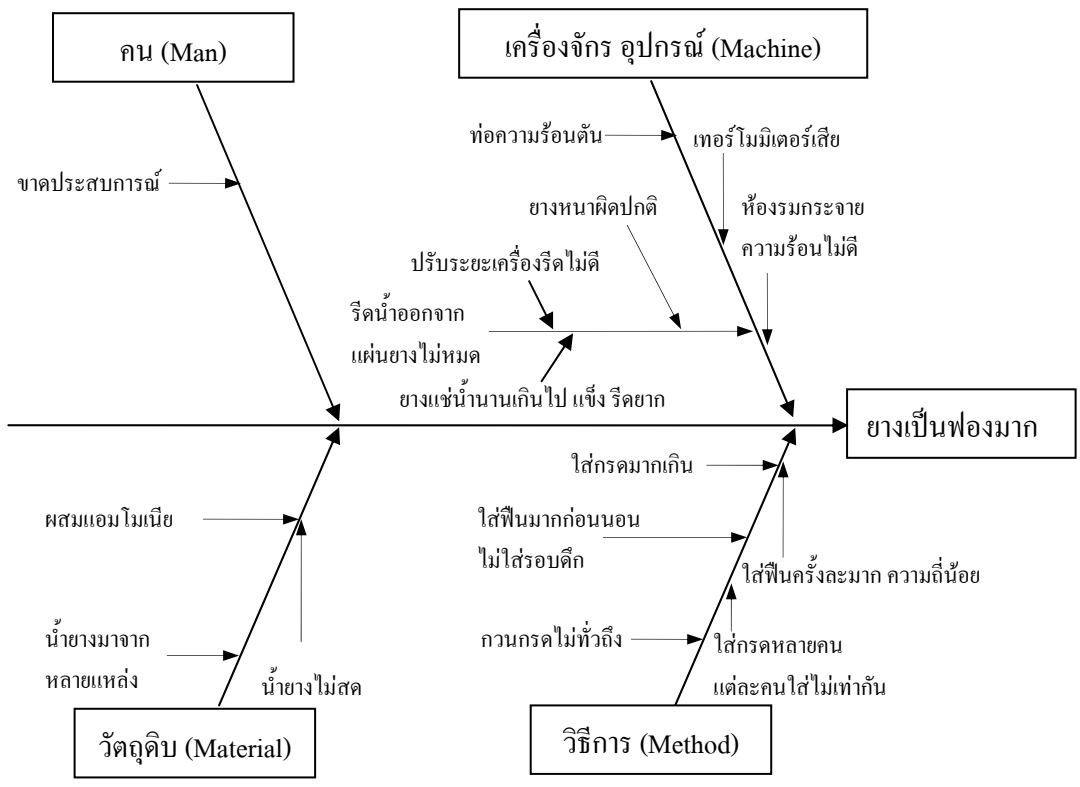 คน (Man)
เครื่องจักร อุปกรณ์ (Machine)
ท่อความร้อนตัน
เทอร์โมมิเตอร์เสีย
ขาดประสบการณ์
ยางหนาผิดปกติ
ห้องรมกระจาย
ความร้อนไม่ดี
ปรับระยะเครื่องรีดไม่ดี
รีดน้ำออกจาก
แผ่นยางไม่หมด
ยางแช่น้ำนานเกินไป แข็ง รีดยาก
ยางเป็นฟองมาก
ใส่กรดมากเกิน
ผสมแอมโมเนีย
ใส่ฟืนมากก่อนนอน
ไม่ใส่รอบดึก
ใส่ฟืนครั้งละมาก ความถี่น้อย
น้ำยางมาจาก
หลายแหล่ง
น้ำยางไม่สด
กวนกรดไม่ทั่วถึง
ใส่กรดหลายคน
แต่ละคนใส่ไม่เท่ากัน
วัตถุดิบ (Material)
วิธีการ (Method)